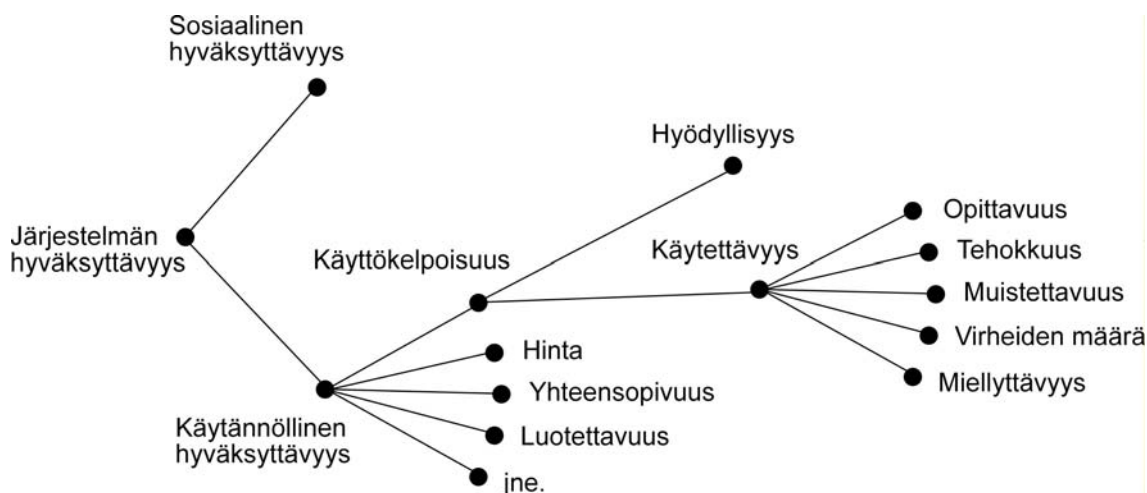 Sosiaalinen
hyväksyttävyys
Hyödyllisyys
Järjestelmän
hyväksyttävyys
Käyttökelpoisuus
Käytettävyys
Opittavuus
Tehokkuus
Muistettavuus
Virheiden määrä
Miellyttävyys
Hinta
Yhteensopivuus
Luotettavuus
jne.
Käytännöllinen
hyväksyttävyys